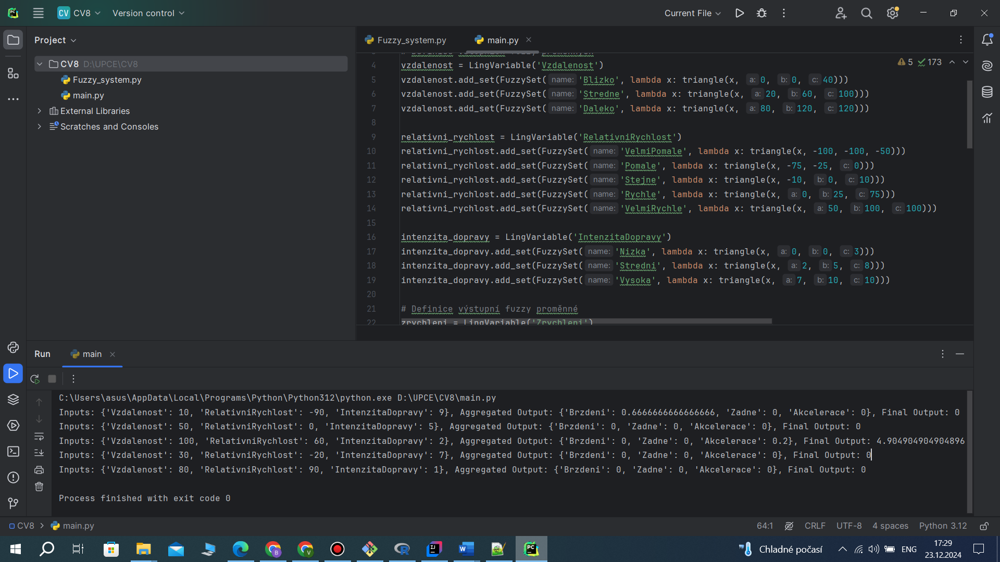 CV CV8 Version control Current File
Project
Fuzzy_system.py main.py
CV8 D:\UPCE\CV8
Fuzzy_system.py
main.py
External Libraries
Scratches and Consoles
5 173
4 vzdalenost = LingVariable('Vzdalenost')
5 vzdalenost.add_set(FuzzySet( name: 'Blizko', lambda x: triangle(x, a: 0, b: 0, c: 40)))
6 vzdalenost.add_set(FuzzySet( name: 'Stredne', lambda x: triangle(x, a: 20, b: 60, c: 100)))
7 vzdalenost.add_set(FuzzySet( name: 'Daleko', lambda x: triangle(x, a: 80, b: 120, c: 120)))
8
9 relativni_rychlost = LingVariable('RelativniRychlost')
10 relativni_rychlost.add_set(FuzzySet( name: 'VelmiPomale', lambda x: triangle(x, -100, -100, -50)))
11 relativni_rychlost.add_set(FuzzySet( name: 'Pomale', lambda x: triangle(x, -75, -25, c: 0)))
12 relativni_rychlost.add_set(FuzzySet( name: 'Stejne', lambda x: triangle(x, -10, b: 0, c: 10)))
13 relativni_rychlost.add_set(FuzzySet( name: 'Rychle', lambda x: triangle(x, a: 0, b: 25, c: 75)))
14 relativni_rychlost.add_set(FuzzySet( name: 'VelmiRychle', lambda x: triangle(x, a: 50, b: 100, c: 100)))
15
16 intenzita_dopravy = LingVariable('IntenzitaDopravy')
17 intenzita_dopravy.add_set(FuzzySet( name: 'Nizka', lambda x: triangle(x, a: 0, b: 0, c: 3)))
18 intenzita_dopravy.add_set(FuzzySet( name: 'Stredni', lambda x: triangle(x, a: 2, b: 5, c: 8)))
19 intenzita_dopravy.add_set(FuzzySet( name: 'Vysoka', lambda x: triangle(x, a: 7, b: 10, c: 10)))
20
21 # Definice výstupní fuzzy proměnné
22 zrychleni = LingVariable('Zrychleni')
Run main
C:\Users\asus\AppData\Local\Programs\Python\Python312\python.exe D:\UPCE\CV8\main.py
Inputs: {'Vzdalenost': 10, 'RelativniRychlost': -90, 'IntenzitaDopravy': 9}, Aggregated Output: {'Brzdeni': 0.6666666666666666, 'Zadne': 0, 'Akcelerace': 0}, Final Output: 0
Inputs: {'Vzdalenost': 50, 'RelativniRychlost': 0, 'IntenzitaDopravy': 5}, Aggregated Output: {'Brzdeni': 0, 'Zadne': 0, 'Akcelerace': 0}, Final Output: 0
Inputs: {'Vzdalenost': 100, 'RelativniRychlost': 60, 'IntenzitaDopravy': 2}, Aggregated Output: {'Brzdeni': 0, 'Zadne': 0, 'Akcelerace': 0.2}, Final Output: 4.904904904904896
Inputs: {'Vzdalenost': 30, 'RelativniRychlost': -20, 'IntenzitaDopravy': 7}, Aggregated Output: {'Brzdeni': 0, 'Zadne': 0, 'Akcelerace': 0}, Final Output: 0
Inputs: {'Vzdalenost': 80, 'RelativniRychlost': 90, 'IntenzitaDopravy': 1}, Aggregated Output: {'Brzdeni': 0, 'Zadne': 0, 'Akcelerace': 0}, Final Output: 0
Process finished with exit code 0
CV8 > main.py 64:1 CRLF UTF-8 4 spaces Python 3.12
Chladné počasí ENG 17:29
23.12.2024